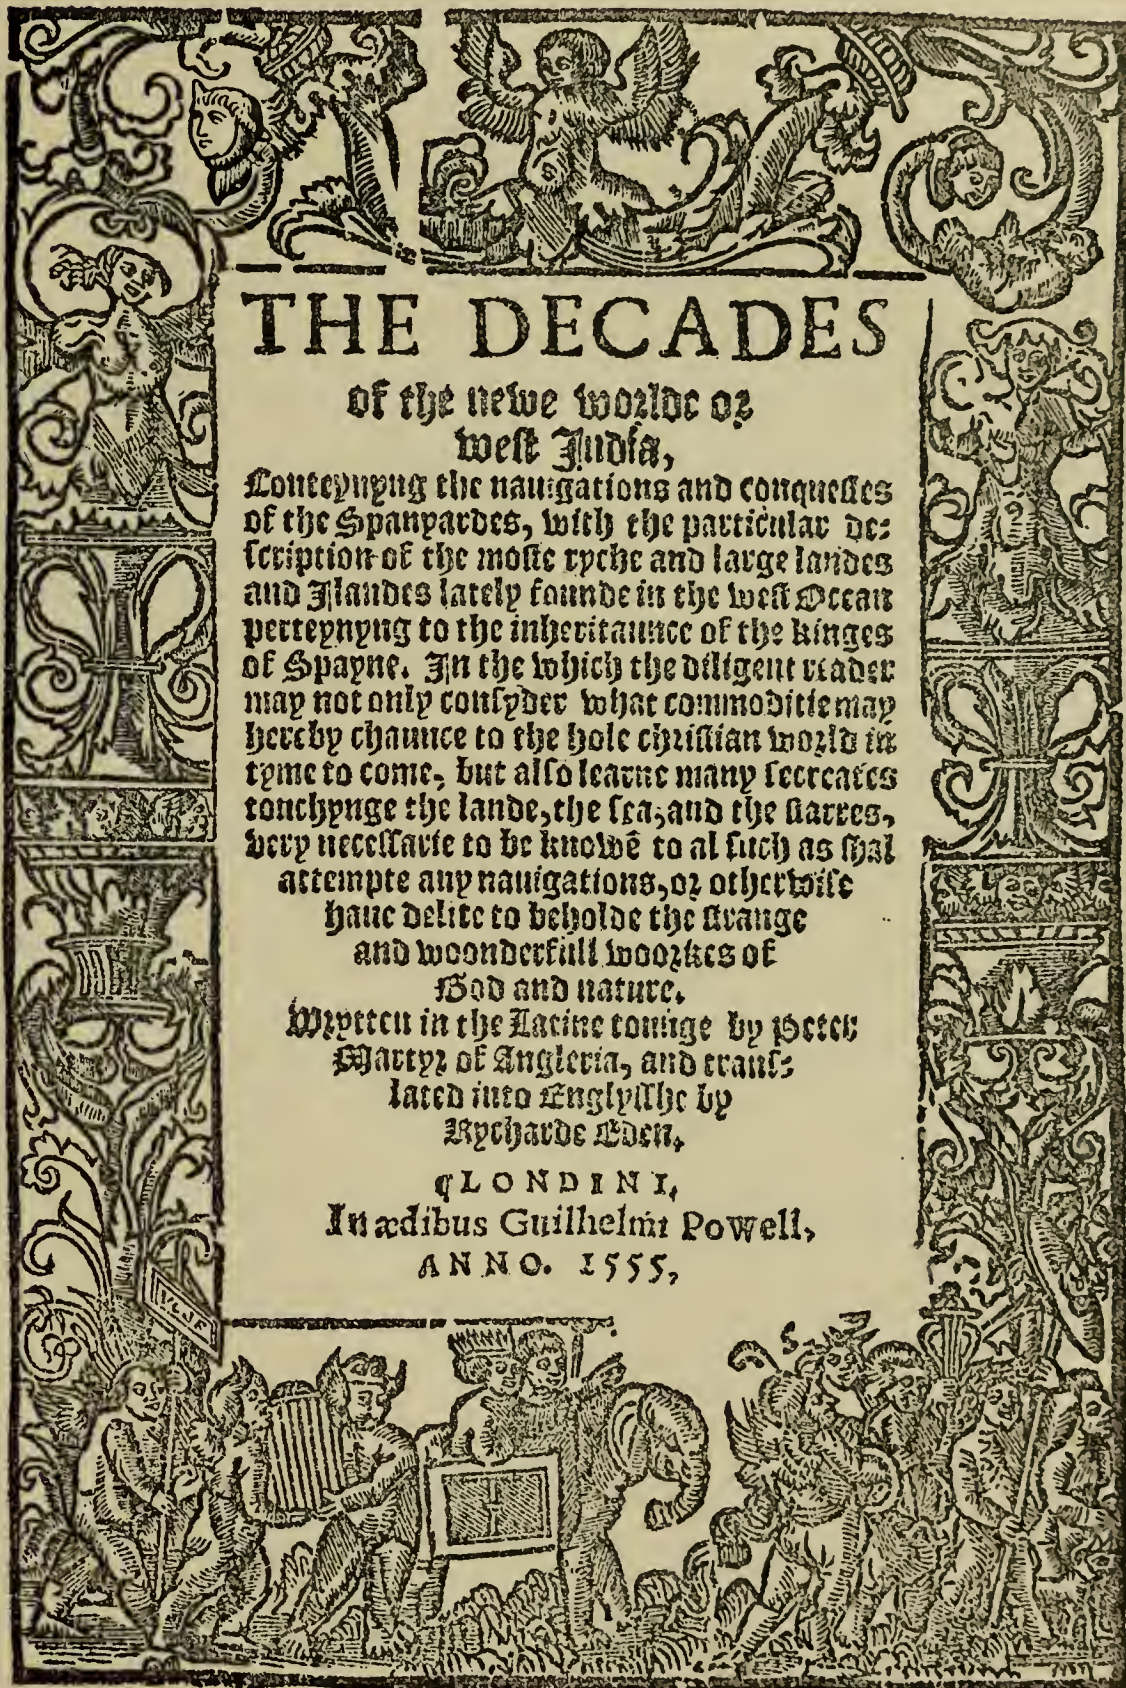 THE DECADES
of the newe worlde or
west India,
Conteynyng the nauigations and conquestes
of the Spanyardes, with the particular de-
scription of the moste ryche and large landes
and Ilandes lately founde in the west Ocean
perteynyng to the inheritaunce of the kinges
of Spayne. In the which the diligent reader
may not only consyder what commoditie may
hereby chaunce to the hole christian world in
tyme to come, but also learne many secreates
touchynge the lande, the sea, and the starres,
very necessarie to be knowē to al such as shal
attempte any nauigations, or otherwise
haue delite to beholde the strange
and woonderfull woorkes of
God and nature.
Wrytten in the Latine tounge by Peter
Martyr of Angleria, and trans-
lated into Englysshe by
Rycharde Eden.
¶LONDINI,
In ædibus Guilhelmi Powell,
ANNO. 1555,